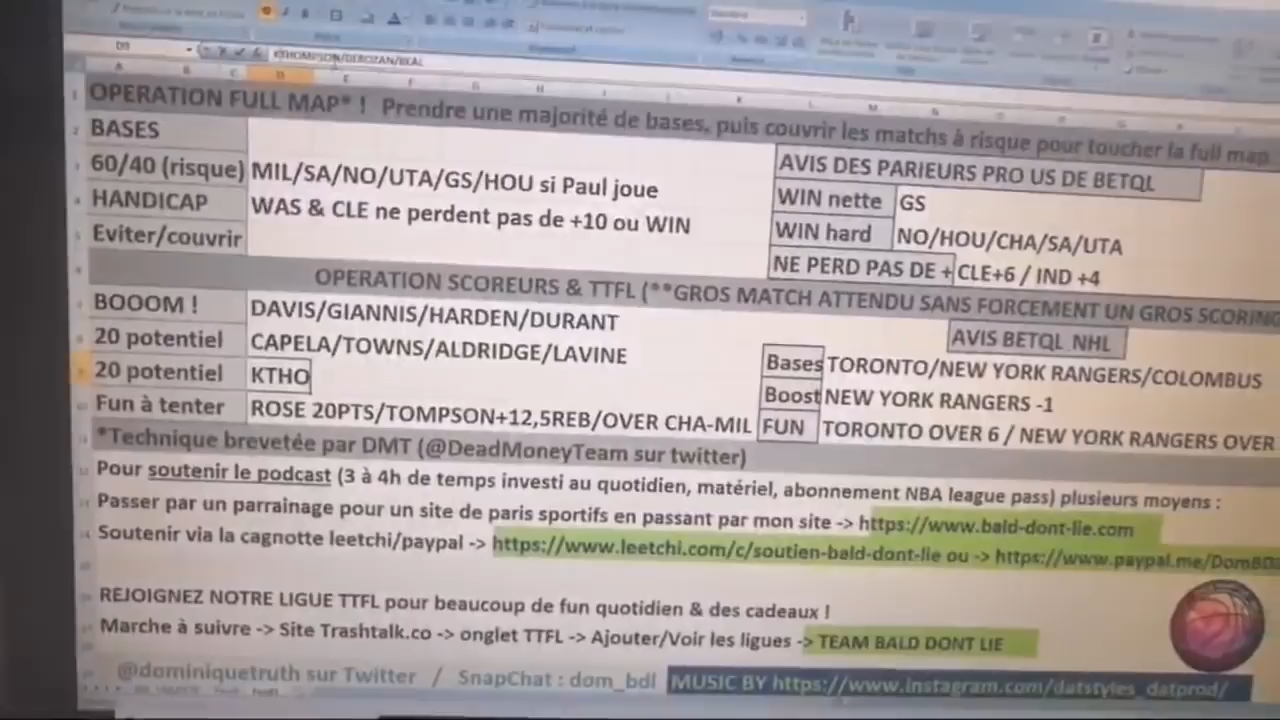 D9 KTHOMPSON/DEROZAN/BEAL
OPERATION FULL MAP* ! Prendre une majorité de bases, puis couvrir les matchs à risque pour toucher la full map
BASES
AVIS DES PARIEURS PRO US DE BETQL
60/40 (risque) MIL/SA/NO/UTA/GS/HOU si Paul joue
WIN nette GS
HANDICAP WAS & CLE ne perdent pas de +10 ou WIN
WIN hard NO/HOU/CHA/SA/UTA
Eviter/couvrir
NE PERD PAS DE + CLE+6 / IND +4
OPERATION SCOREURS & TTFL (**GROS MATCH ATTENDU SANS FORCEMENT UN GROS SCORING
BOOOM ! DAVIS/GIANNIS/HARDEN/DURANT
AVIS BETQL NHL
20 potentiel CAPELA/TOWNS/ALDRIDGE/LAVINE
Bases TORONTO/NEW YORK RANGERS/COLOMBUS
20 potentiel KTHO
Boost NEW YORK RANGERS -1
Fun à tenter ROSE 20PTS/TOMPSON+12,5REB/OVER CHA-MIL
FUN TORONTO OVER 6 / NEW YORK RANGERS OVER
*Technique brevetée par DMT (@DeadMoneyTeam sur twitter)
Pour soutenir le podcast (3 à 4h de temps investi au quotidien, matériel, abonnement NBA league pass) plusieurs moyens :
Passer par un parrainage pour un site de paris sportifs en passant par mon site -> https://www.bald-dont-lie.com
Soutenir via la cagnotte leetchi/paypal -> https://www.leetchi.com/c/soutien-bald-dont-lie ou -> https://www.paypal.me/DomBD
REJOIGNEZ NOTRE LIGUE TTFL pour beaucoup de fun quotidien & des cadeaux !
Marche à suivre -> Site Trashtalk.co -> onglet TTFL -> Ajouter/Voir les ligues -> TEAM BALD DONT LIE
@dominiquetruth sur Twitter / SnapChat : dom_bdl MUSIC BY https://www.instagram.com/datstyles_datprod/